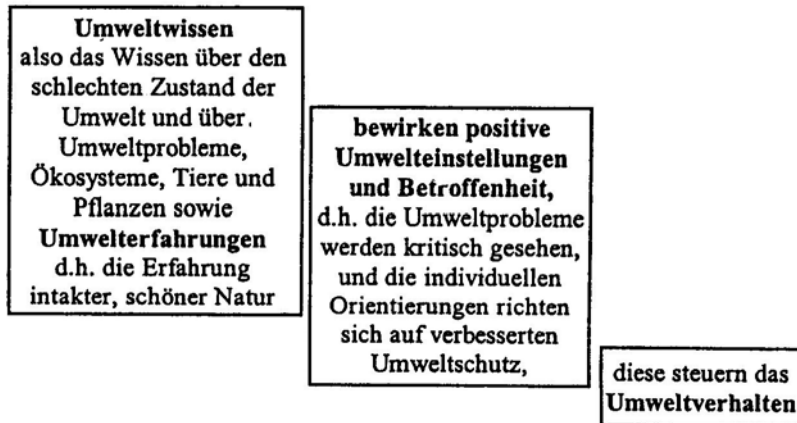 Umweltwissen
also das Wissen über den
schlechten Zustand der
Umwelt und über.
Umweltprobleme,
Ökosysteme, Tiere und
Pflanzen sowie
Umwelterfahrungen
d.h. die Erfahrung
intakter, schöner Natur
bewirken positive
Umwelteinstellungen
und Betroffenheit,
d.h. die Umweltprobleme
werden kritisch gesehen,
und die individuellen
Orientierungen richten
sich auf verbesserten
Umweltschutz,
diese steuern das
Umweltverhalten